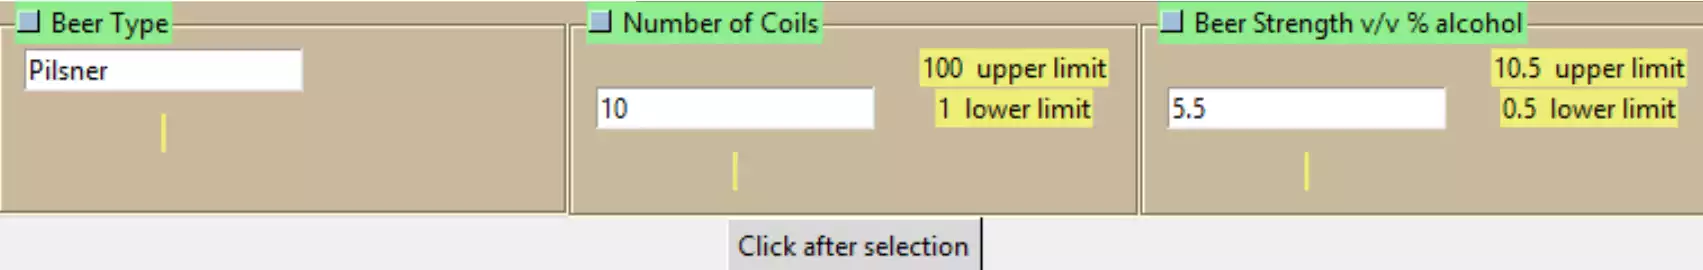 Beer Type
Pilsner
Number of Coils
100 upper limit
10
1 lower limit
Beer Strength v/v % alcohol
10.5 upper limit
5.5
0.5 lower limit
Click after selection